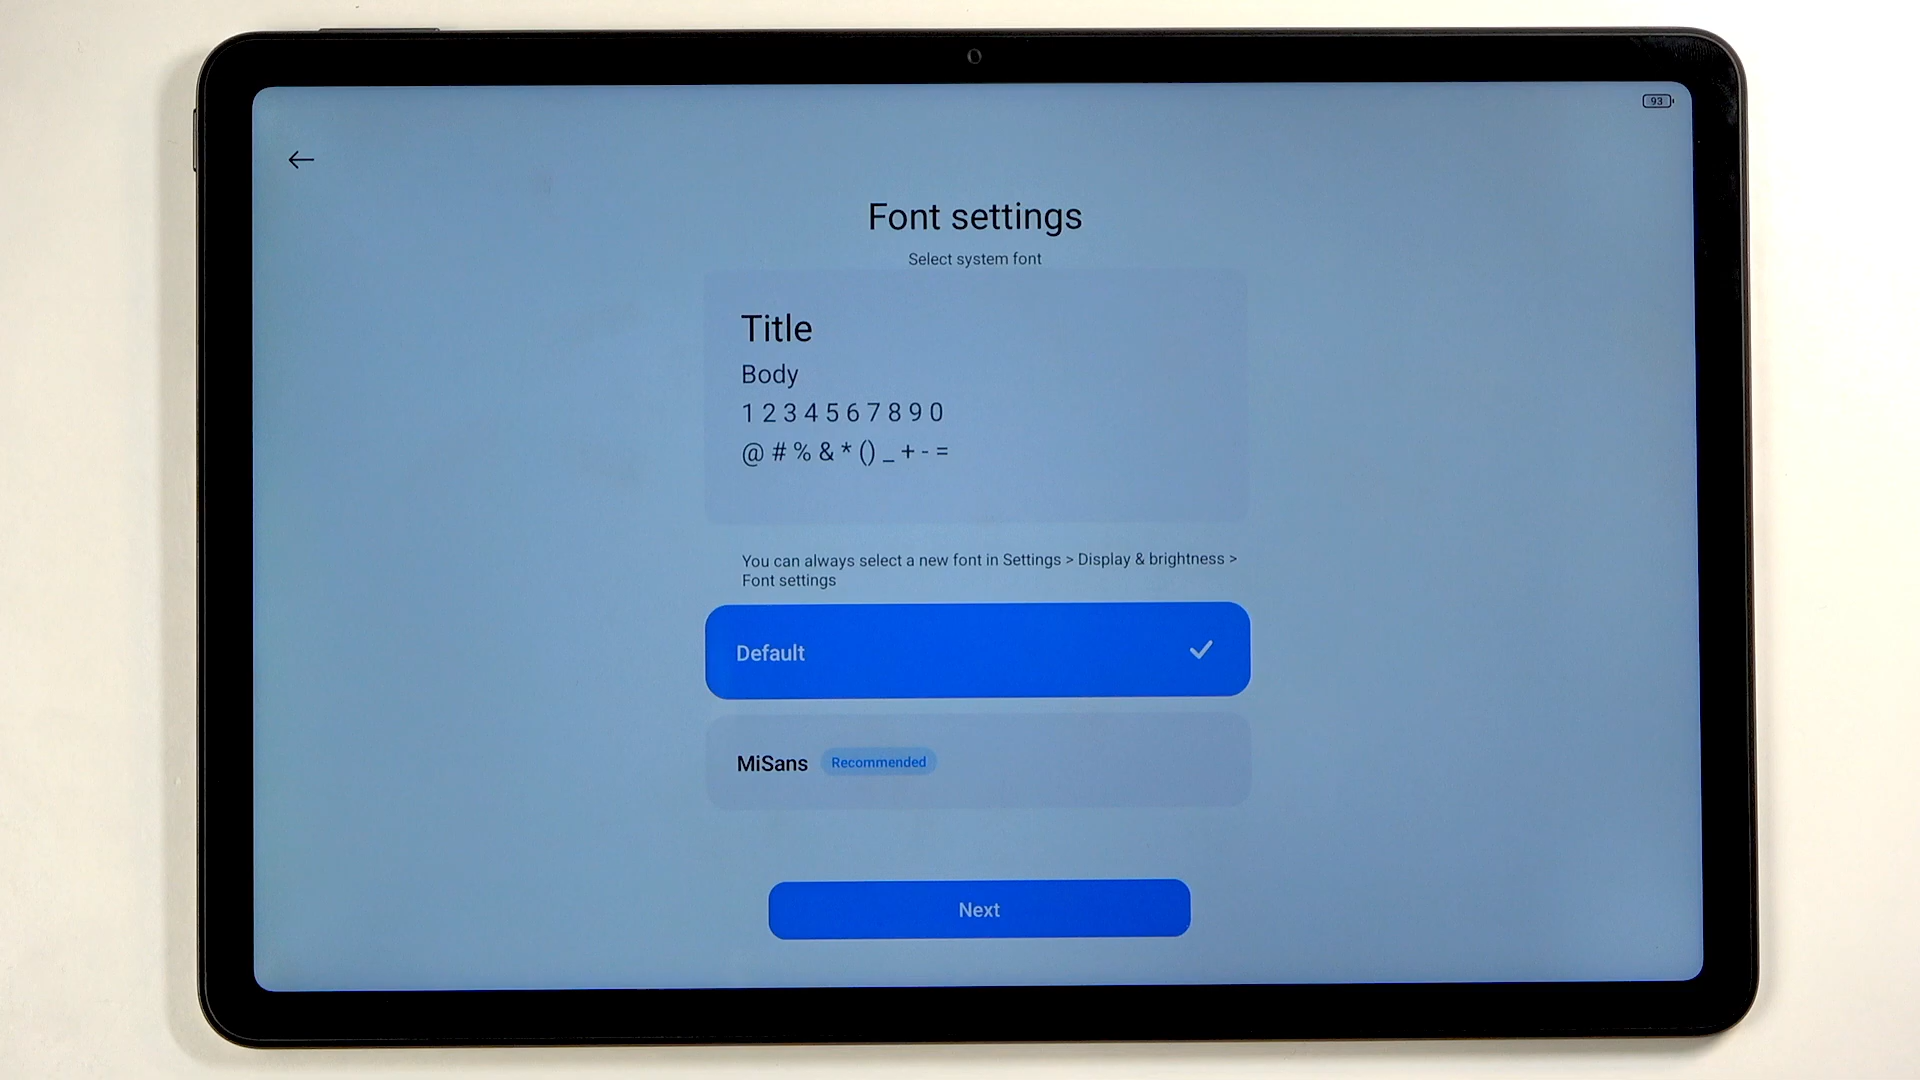 93
Font settings
Select system font
Title
Body
1 2 3 4 5 6 7 8 9 0
@ # % & * () _ + - =
You can always select a new font in Settings > Display & brightness >
Font settings
Default
MiSans Recommended
Next